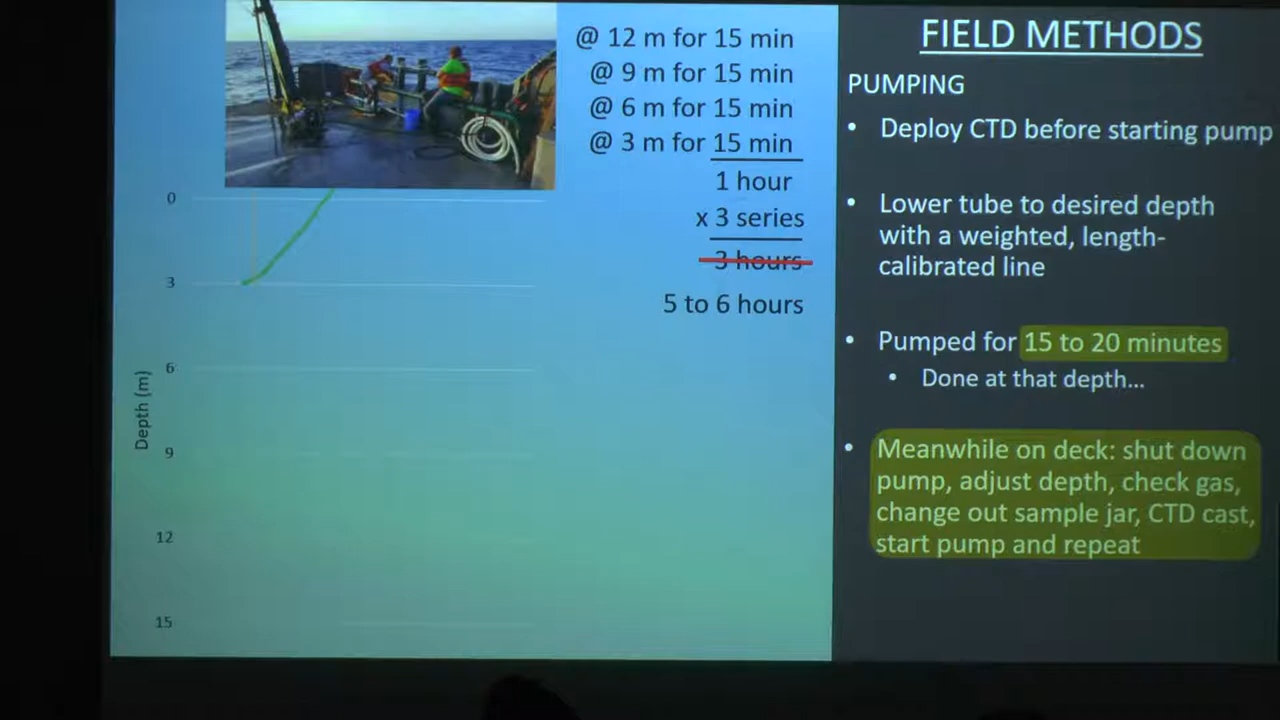 @ 12 m for 15 min
@ 9 m for 15 min
@ 6 m for 15 min
@ 3 m for 15 min
1 hour
x 3 series
3 hours
5 to 6 hours
0
3
6
9
12
15
Depth (m)
FIELD METHODS
PUMPING
• Deploy CTD before starting pump
• Lower tube to desired depth
with a weighted, length-
calibrated line
• Pumped for 15 to 20 minutes
• Done at that depth...
• Meanwhile on deck: shut down
pump, adjust depth, check gas,
change out sample jar, CTD cast,
start pump and repeat